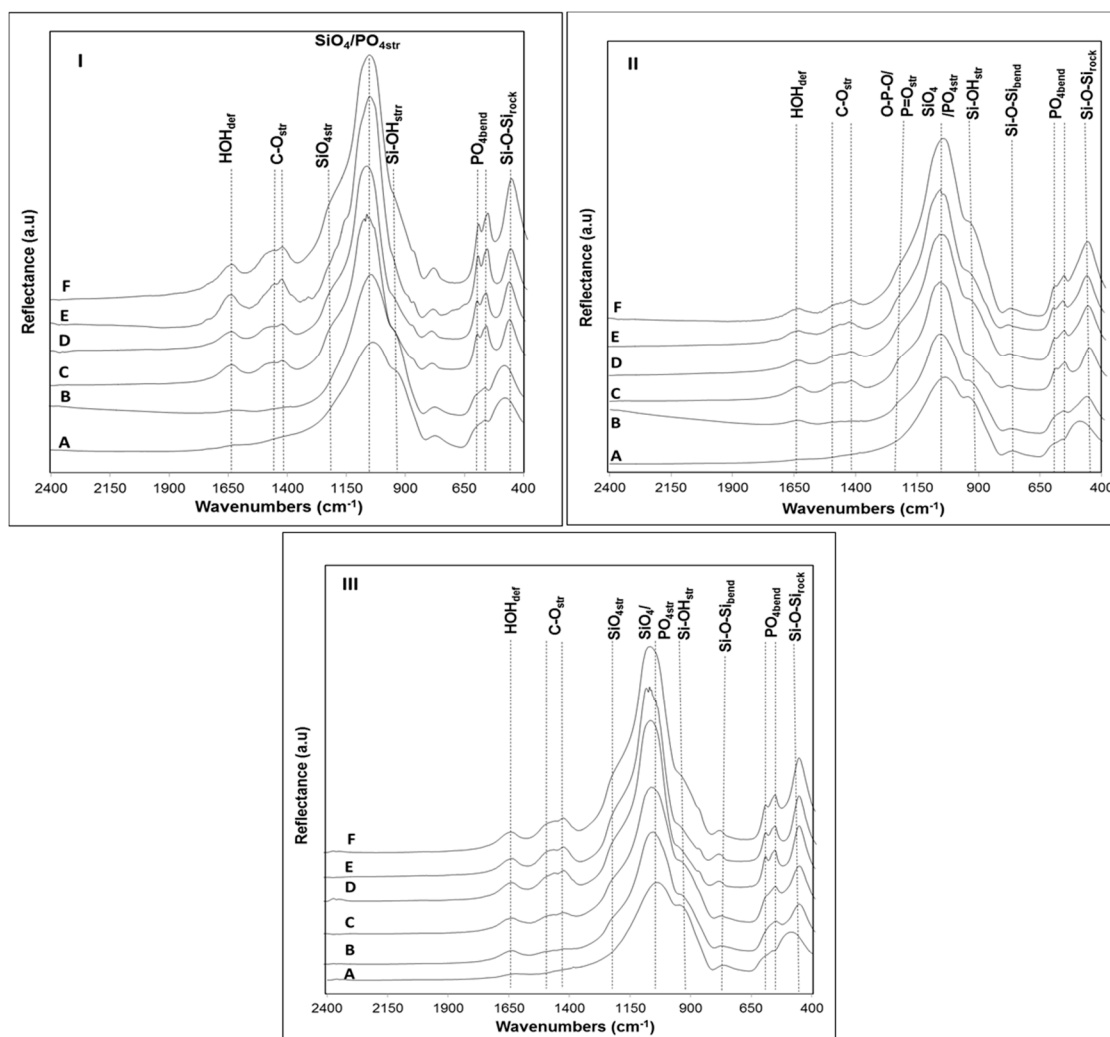 I
SiO₄/PO₄str
HOHdef
C-Ostr
SiO₄str
Si-OHstrr
PO₄bend
Si-O-Sirock
Reflectance (a.u)
F
E
D
C
B
A
2400
2150
1900
1650
1400
1150
900
650
400
Wavenumbers (cm⁻¹)
II
HOHdef
C-Ostr
O-P-O/
P=Ostr
SiO₄
/PO₄str
Si-OHstr
Si-O-Sibend
PO₄bend
Si-O-Sirock
Reflectance (a.u)
F
E
D
C
B
A
2400
2150
1900
1650
1400
1150
900
650
400
Wavenumbers (cm⁻¹)
III
HOHdef
C-Ostr
SiO₄str
SiO₄/
PO₄str
Si-OHstr
Si-O-Sibend
PO₄bend
Si-O-Sirock
Reflectance (a.u)
F
E
D
C
B
A
2400
2150
1900
1650
1400
1150
900
650
400
Wavenumbers (cm⁻¹)